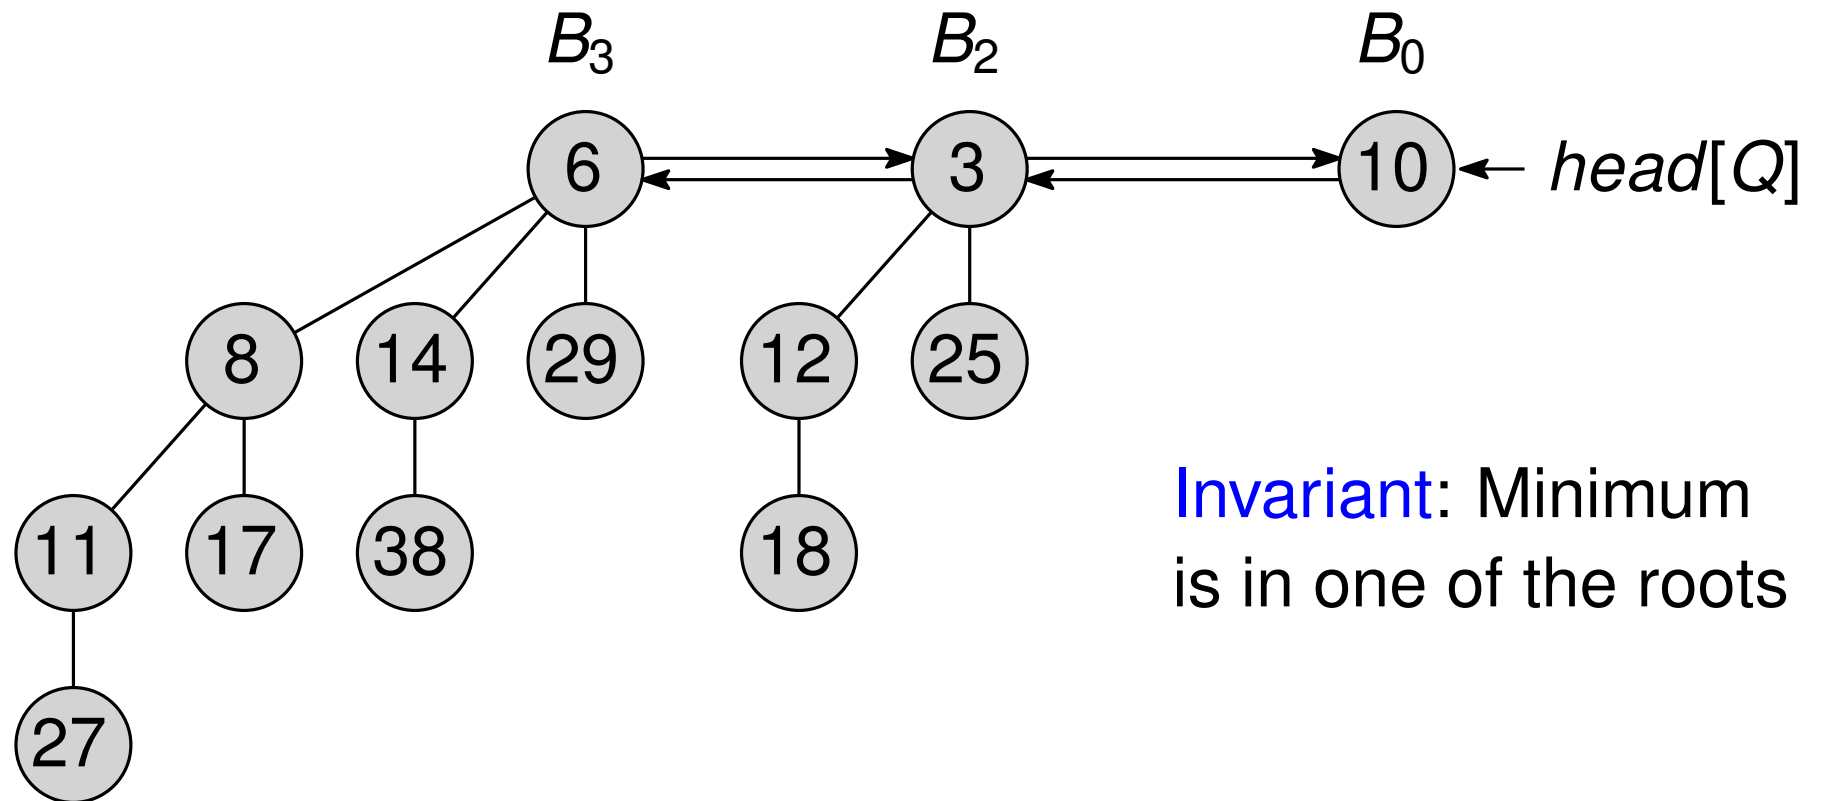 B3 B2 B0
6 3 10 head[Q]
8 14 29 12 25
11 17 38 18
27
Invariant: Minimum
is in one of the roots